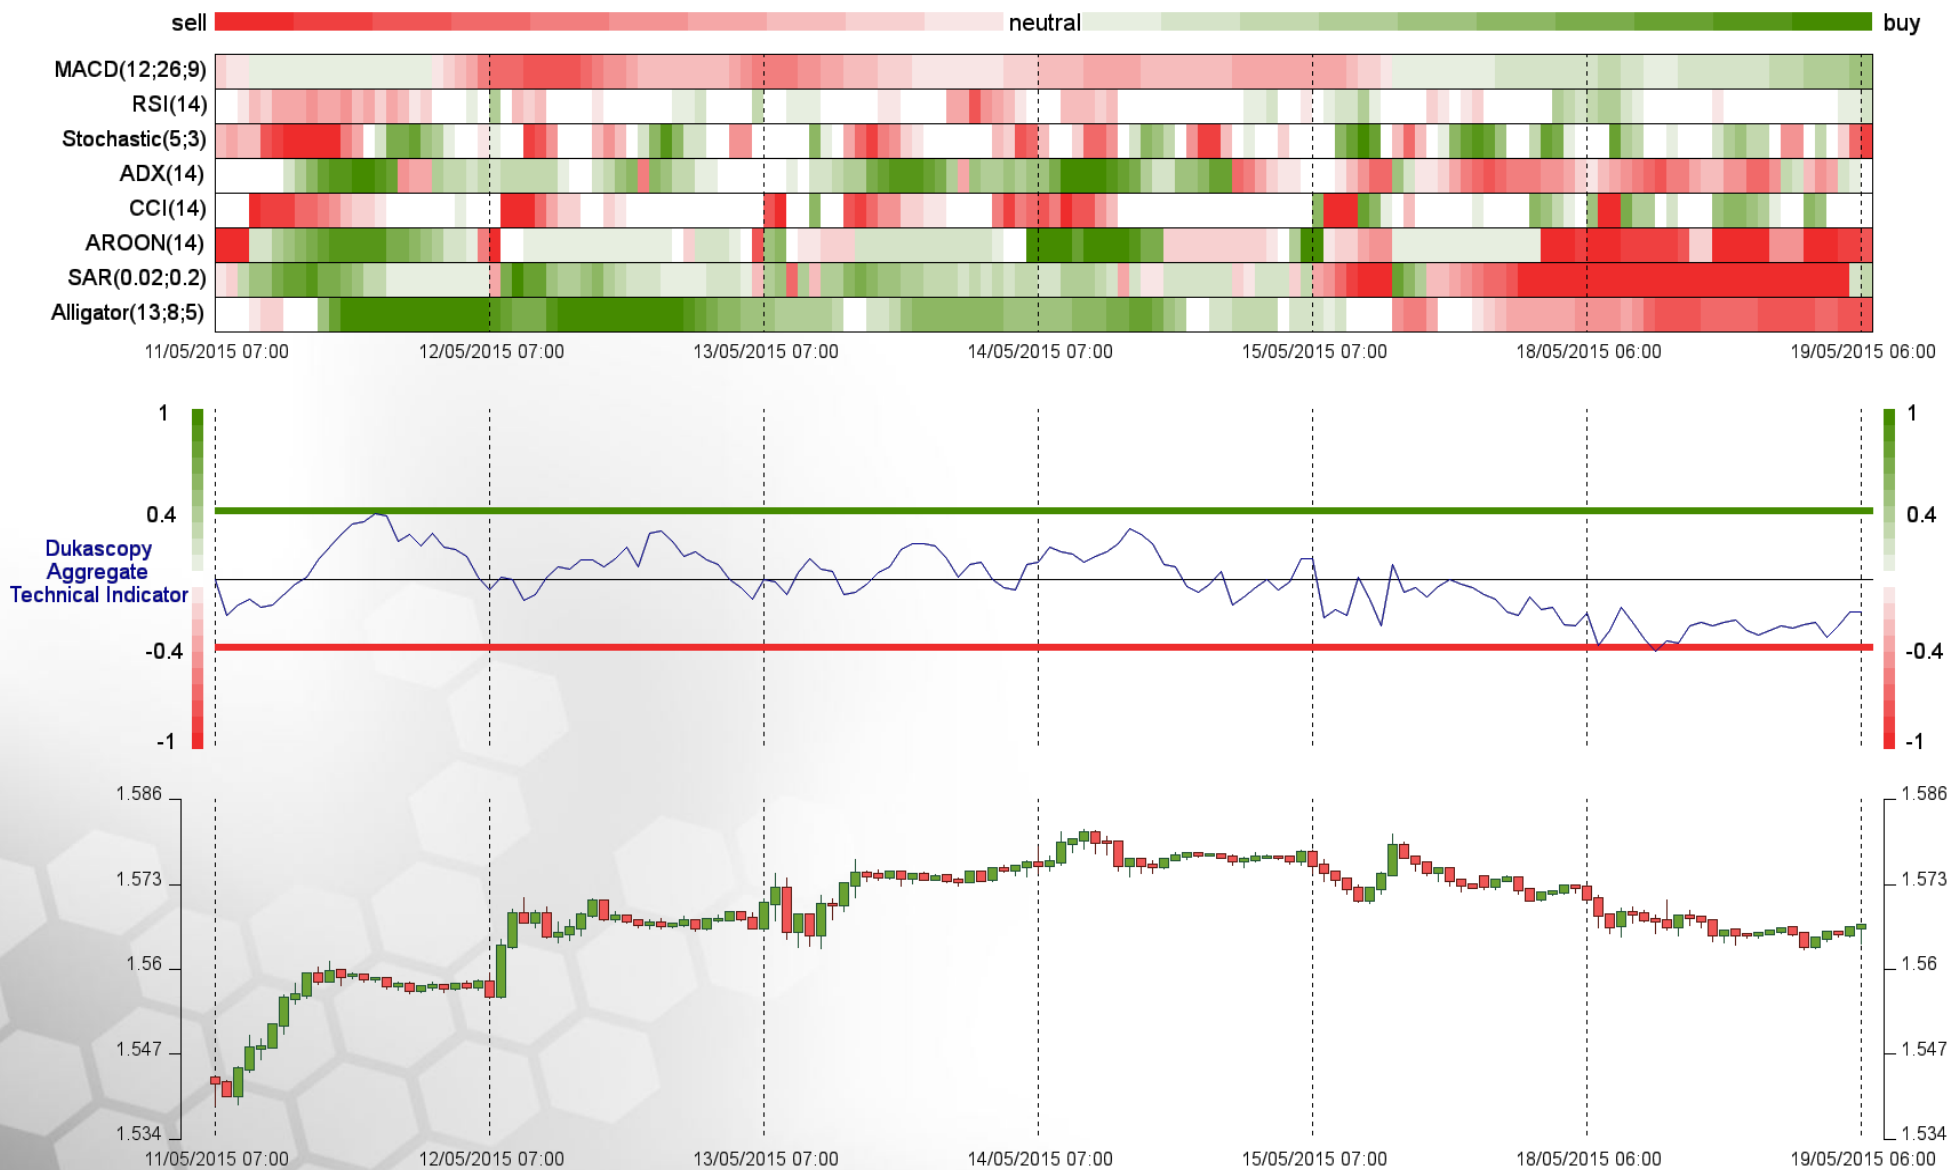 sell neutral buy
MACD(12;26;9)
RSI(14)
Stochastic(5;3)
ADX(14)
CCI(14)
AROON(14)
SAR(0.02;0.2)
Alligator(13;8;5)
11/05/2015 07:00 12/05/2015 07:00 13/05/2015 07:00 14/05/2015 07:00 15/05/2015 07:00 18/05/2015 06:00 19/05/2015 06:00
1 1
0.4 0.4
Dukascopy
Aggregate
Technical Indicator
-0.4 -0.4
-1 -1
1.586 1.586
1.573 1.573
1.56 1.56
1.547 1.547
1.534 1.534
11/05/2015 07:00 12/05/2015 07:00 13/05/2015 07:00 14/05/2015 07:00 15/05/2015 07:00 18/05/2015 06:00 19/05/2015 06:00